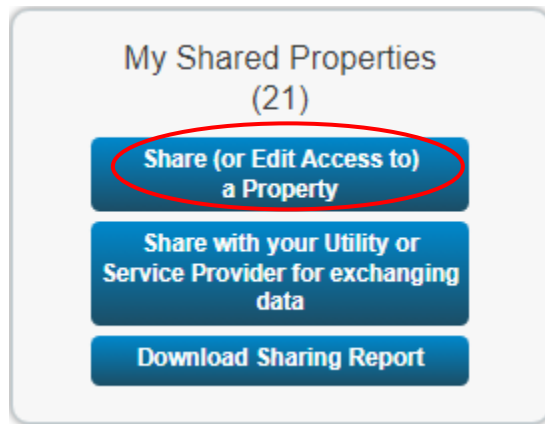 My Shared Properties
(21)
Share (or Edit Access to)
a Property
Share with your Utility or
Service Provider for exchanging
data
Download Sharing Report